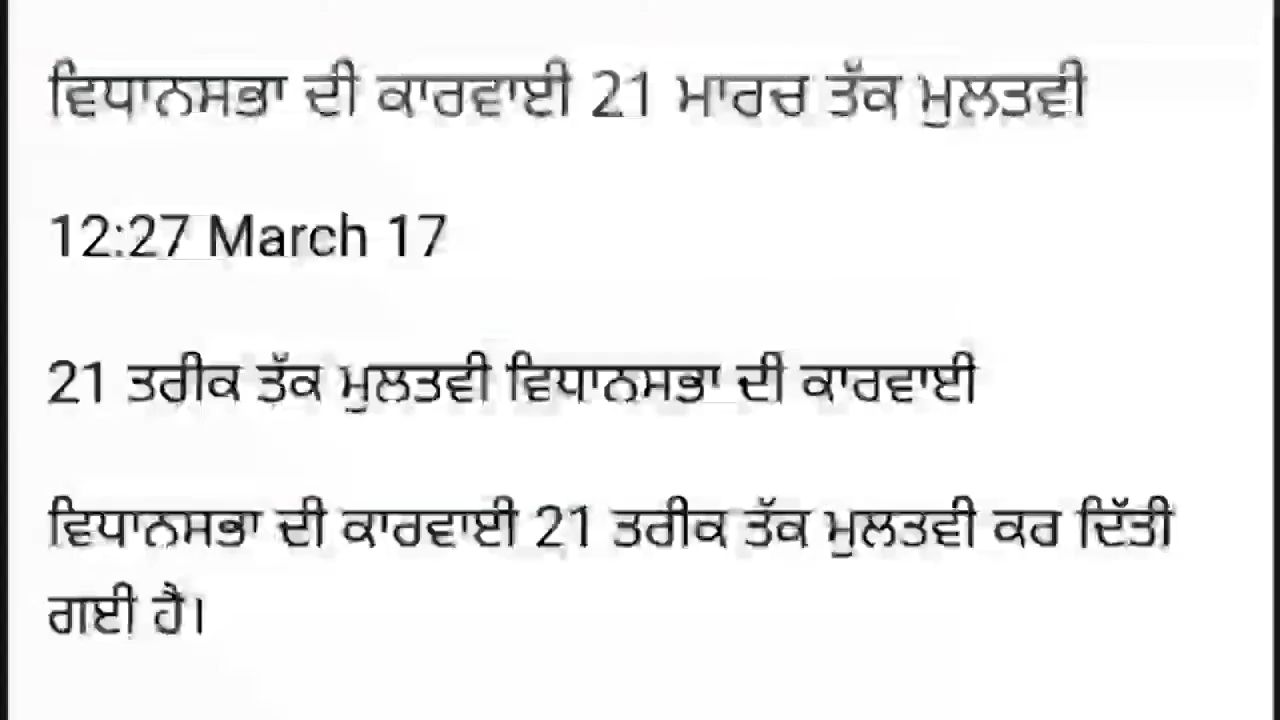 ਵਿਧਾਨਸਭਾ ਦੀ ਕਾਰਵਾਈ 21 ਮਾਰਚ ਤੱਕ ਮੁਲਤਵੀ
12:27 March 17
21 ਤਰੀਕ ਤੱਕ ਮੁਲਤਵੀ ਵਿਧਾਨਸਭਾ ਦੀ ਕਾਰਵਾਈ
ਵਿਧਾਨਸਭਾ ਦੀ ਕਾਰਵਾਈ 21 ਤਰੀਕ ਤੱਕ ਮੁਲਤਵੀ ਕਰ ਦਿੱਤੀ
ਗਈ ਹੈ।